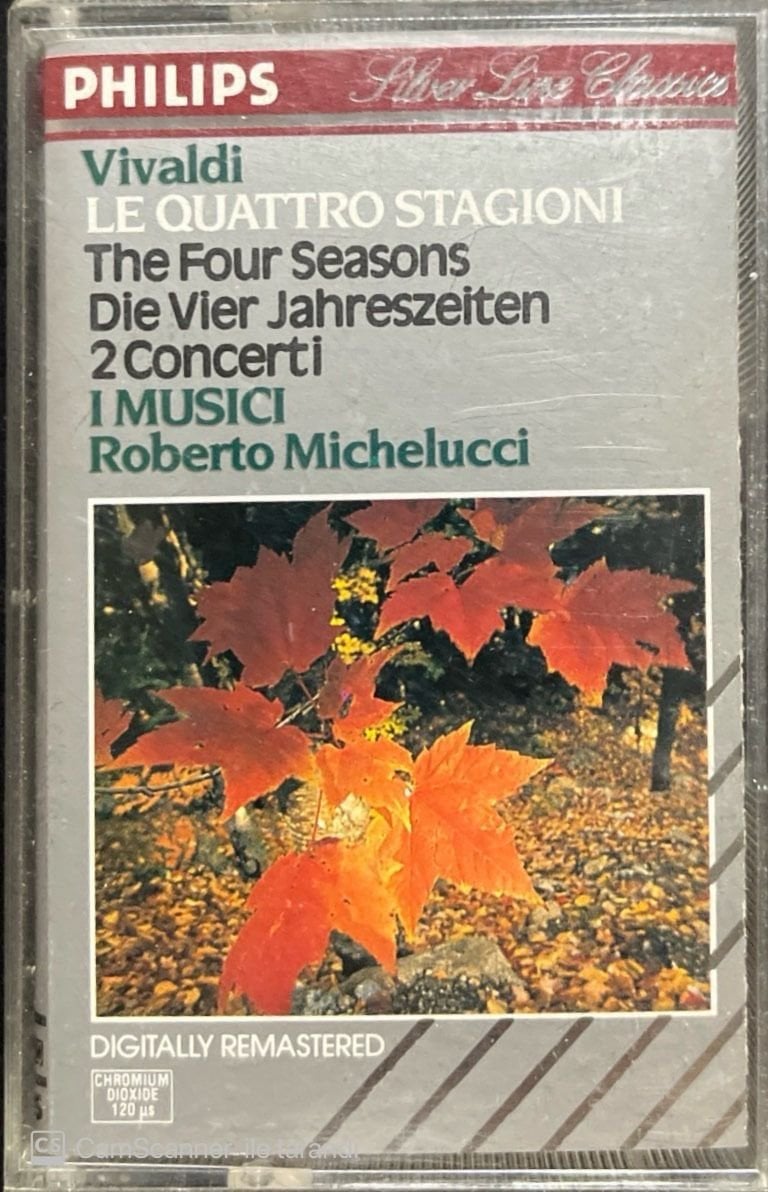 PHILIPS Silver Line Classics
Vivaldi
LE QUATTRO STAGIONI
The Four Seasons
Die Vier Jahreszeiten
2 Concerti
I MUSICI
Roberto Michelucci
DIGITALLY REMASTERED
CHROMIUM
DIOXIDE
120 µs
CS CamScanner ile tarandı